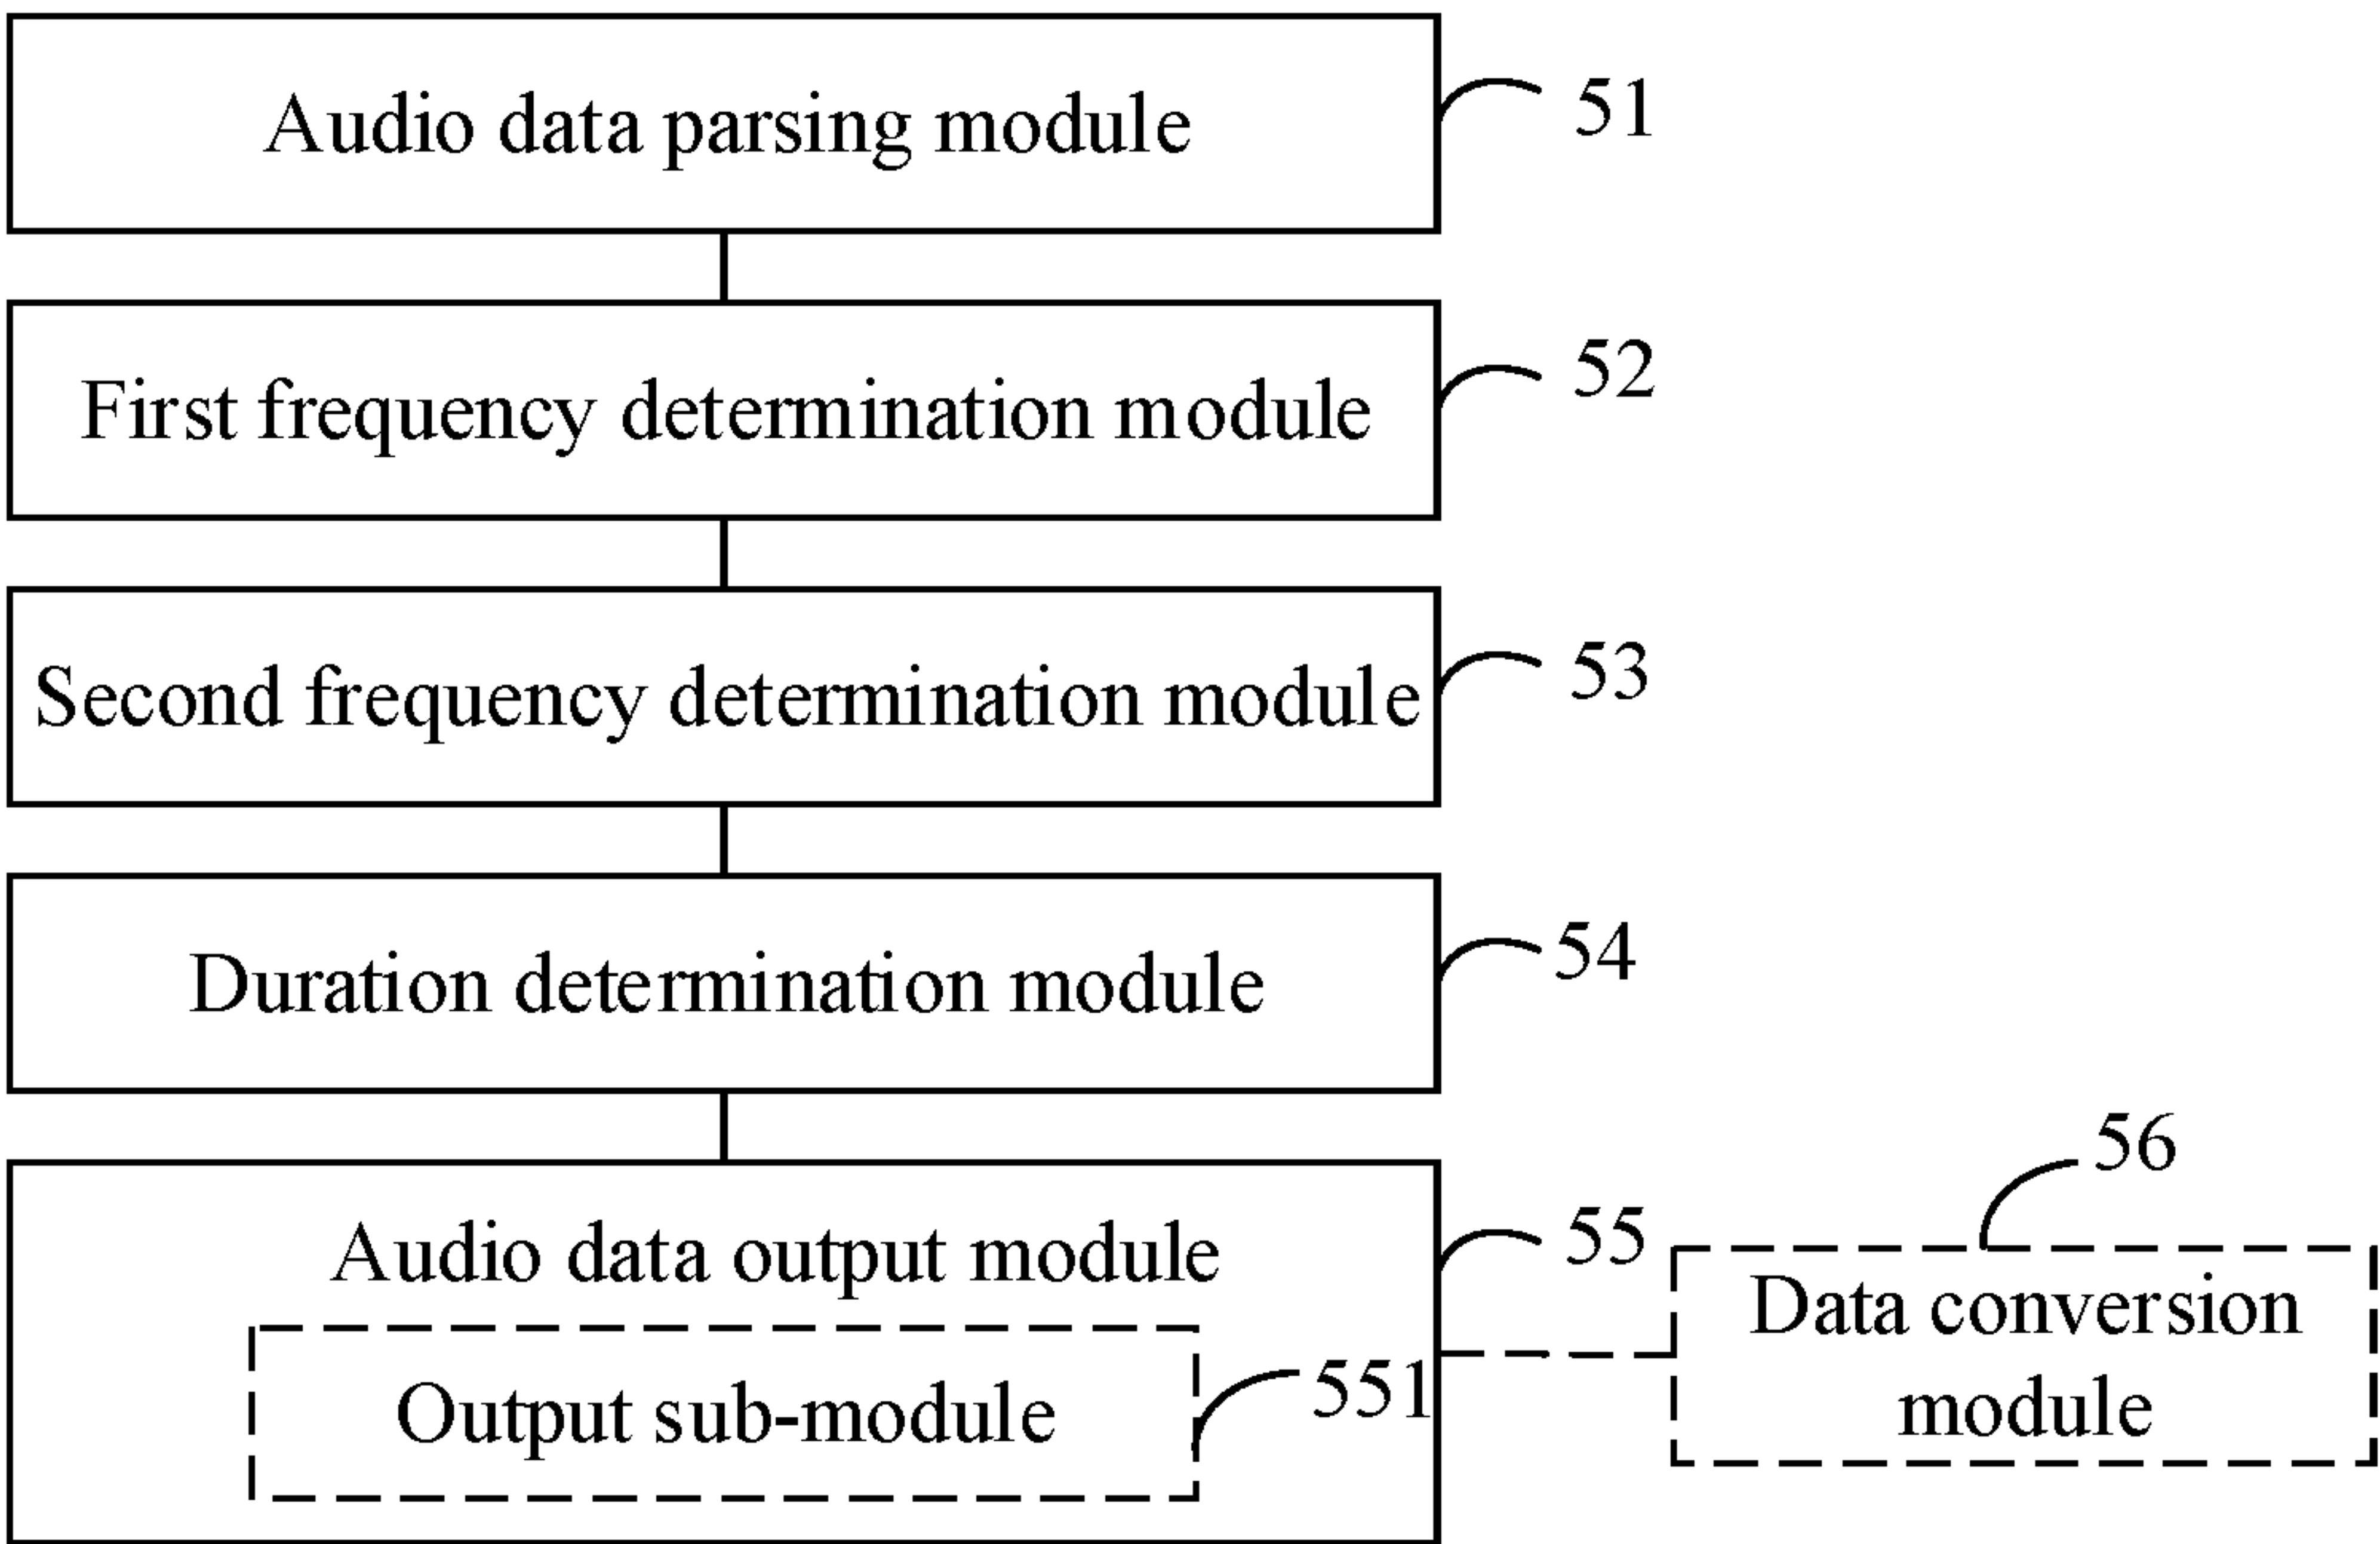 Audio data parsing module
51
First frequency determination module
52
Second frequency determination module
53
Duration determination module
54
Audio data output module
55
Output sub-module
551
56
Data conversion
module